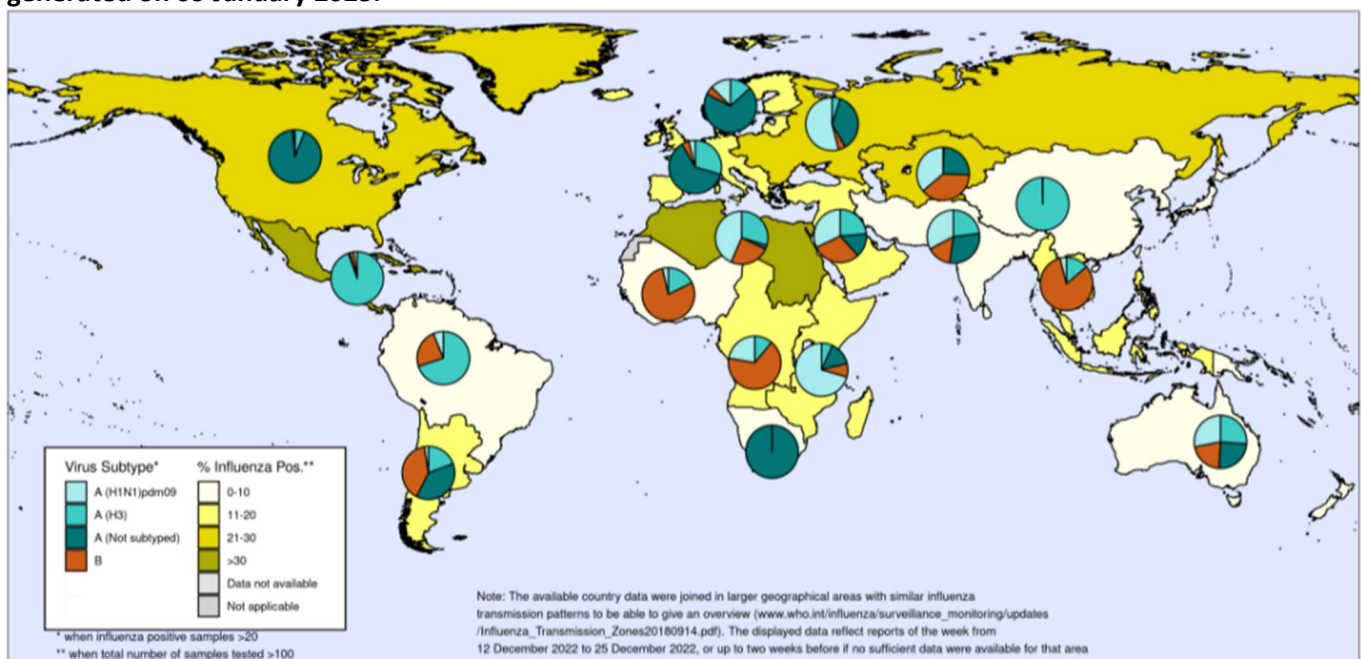 generated on 09 January 2023.
Virus Subtype*
A (H1N1)pdm09
A (H3)
A (Not subtyped)
B
% Influenza Pos.**
0-10
11-20
21-30
>30
Data not available
Not applicable
* when influenza positive samples >20
** when total number of samples tested >100
Note: The available country data were joined in larger geographical areas with similar influenza
transmission patterns to be able to give an overview (www.who.int/influenza/surveillance_monitoring/updates
/Influenza_Transmission_Zones20180914.pdf). The displayed data reflect reports of the week from
12 December 2022 to 25 December 2022, or up to two weeks before if no sufficient data were available for that area